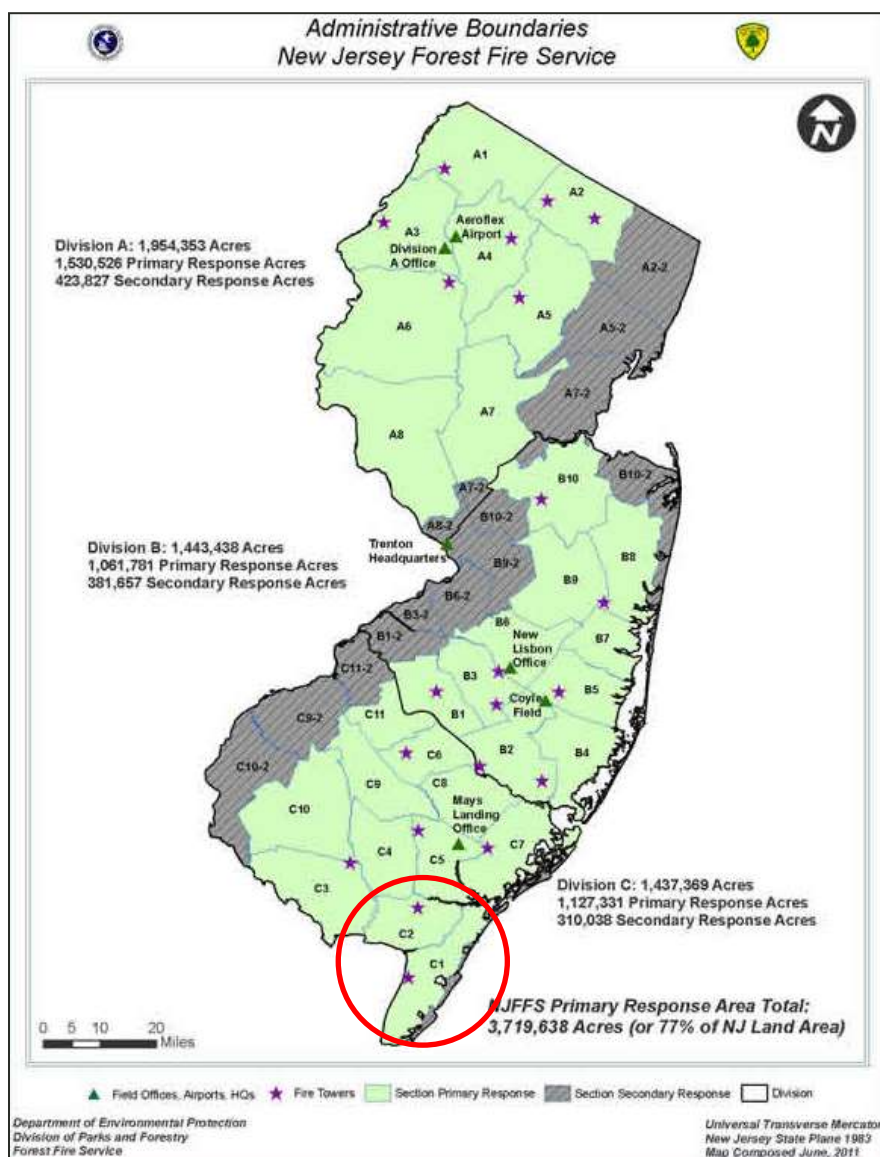 Administrative Boundaries
New Jersey Forest Fire Service
N
A1
A2
Aeroflex
Airport
A3
Division
A Office
A4
A2-2
Division A: 1,954,353 Acres
1,530,526 Primary Response Acres
423,827 Secondary Response Acres
A5
A5-2
A6
A7-2
A7
A8
B10
B10-2
A7-2
A8-2
B10-2
Trenton
Headquarters
Division B: 1,443,438 Acres
1,061,781 Primary Response Acres
381,657 Secondary Response Acres
B9-2
B8
B9
B6-2
B3-2
B1-2
B6
New
Lisbon
Office
B7
C11-2
B3
Coyle
Field
B5
C9-2
C11
B1
C10-2
C6
B2
B4
C9
C8
C10
Mays
Landing
Office
C4
C5
C7
C3
Division C: 1,437,369 Acres
1,127,331 Primary Response Acres
310,038 Secondary Response Acres
C2
C1
NJFFS Primary Response Area Total:
3,719,638 Acres (or 77% of NJ Land Area)
0 5 10 20
Miles
Field Offices, Airports, HQs Fire Towers Section Primary Response Section Secondary Response Division
Department of Environmental Protection
Division of Parks and Forestry
Forest Fire Service
Universal Transverse Mercator
New Jersey State Plane 1983
Map Composed June, 2011